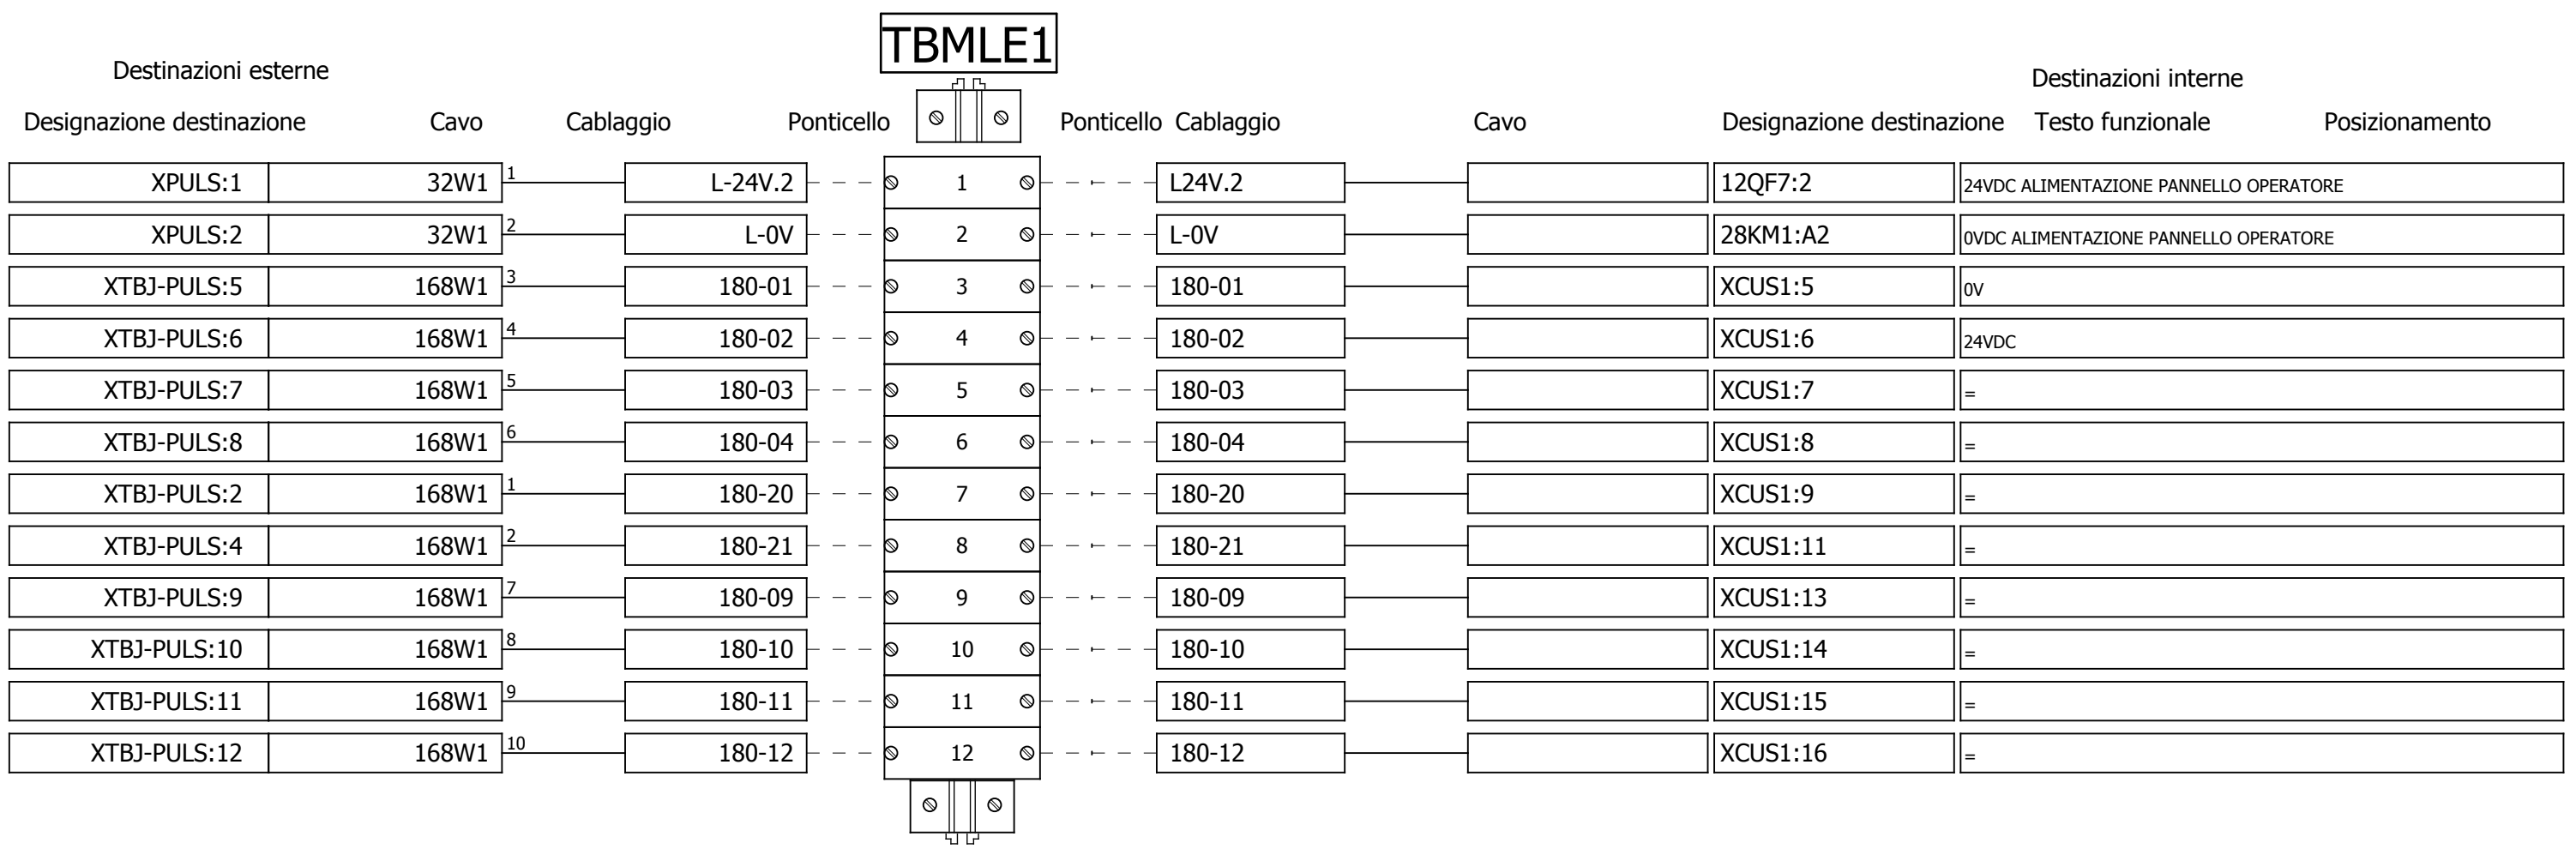 TBMLE1
Destinazioni esterne
Destinazioni interne
Designazione destinazione Cavo Cablaggio Ponticello Ponticello Cablaggio Cavo Designazione destinazione Testo funzionale Posizionamento
XPULS:1 32W1 1 L-24V.2 1 L24V.2 12QF7:2 24VDC ALIMENTAZIONE PANNELLO OPERATORE
XPULS:2 32W1 2 L-0V 2 L-0V 28KM1:A2 0VDC ALIMENTAZIONE PANNELLO OPERATORE
XTBJ-PULS:5 168W1 3 180-01 3 180-01 XCUS1:5 0V
XTBJ-PULS:6 168W1 4 180-02 4 180-02 XCUS1:6 24VDC
XTBJ-PULS:7 168W1 5 180-03 5 180-03 XCUS1:7 =
XTBJ-PULS:8 168W1 6 180-04 6 180-04 XCUS1:8 =
XTBJ-PULS:2 168W1 1 180-20 7 180-20 XCUS1:9 =
XTBJ-PULS:4 168W1 2 180-21 8 180-21 XCUS1:11 =
XTBJ-PULS:9 168W1 7 180-09 9 180-09 XCUS1:13 =
XTBJ-PULS:10 168W1 8 180-10 10 180-10 XCUS1:14 =
XTBJ-PULS:11 168W1 9 180-11 11 180-11 XCUS1:15 =
XTBJ-PULS:12 168W1 10 180-12 12 180-12 XCUS1:16 =